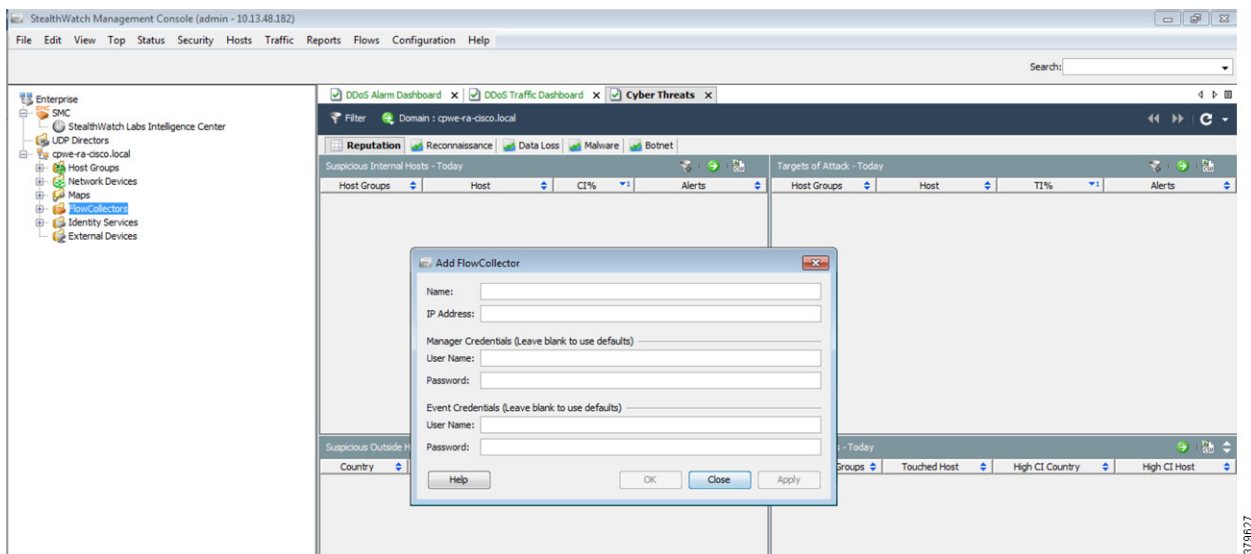 StealthWatch Management Console (admin - 10.13.48.182)
File Edit View Top Status Security Hosts Traffic Reports Flows Configuration Help
Search:
Enterprise
SMC
StealthWatch Labs Intelligence Center
UDP Directors
cpwe-ra-cisco.local
Host Groups
Network Devices
Maps
FlowCollectors
Identity Services
External Devices
DDoS Alarm Dashboard DDoS Traffic Dashboard Cyber Threats
Filter Domain : cpwe-ra-cisco.local
Reputation Reconnaissance Data Loss Malware Botnet
Suspicious Internal Hosts - Today
Host Groups Host CI% 1 Alerts
Targets of Attack - Today
Host Groups Host TI% 1 Alerts
Add FlowCollector
Name:
IP Address:
Manager Credentials (Leave blank to use defaults)
User Name:
Password:
Event Credentials (Leave blank to use defaults)
User Name:
Password:
Help OK Close Apply
Suspicious Outside H
Country
- Today
Groups Touched Host High CI Country High CI Host
379627